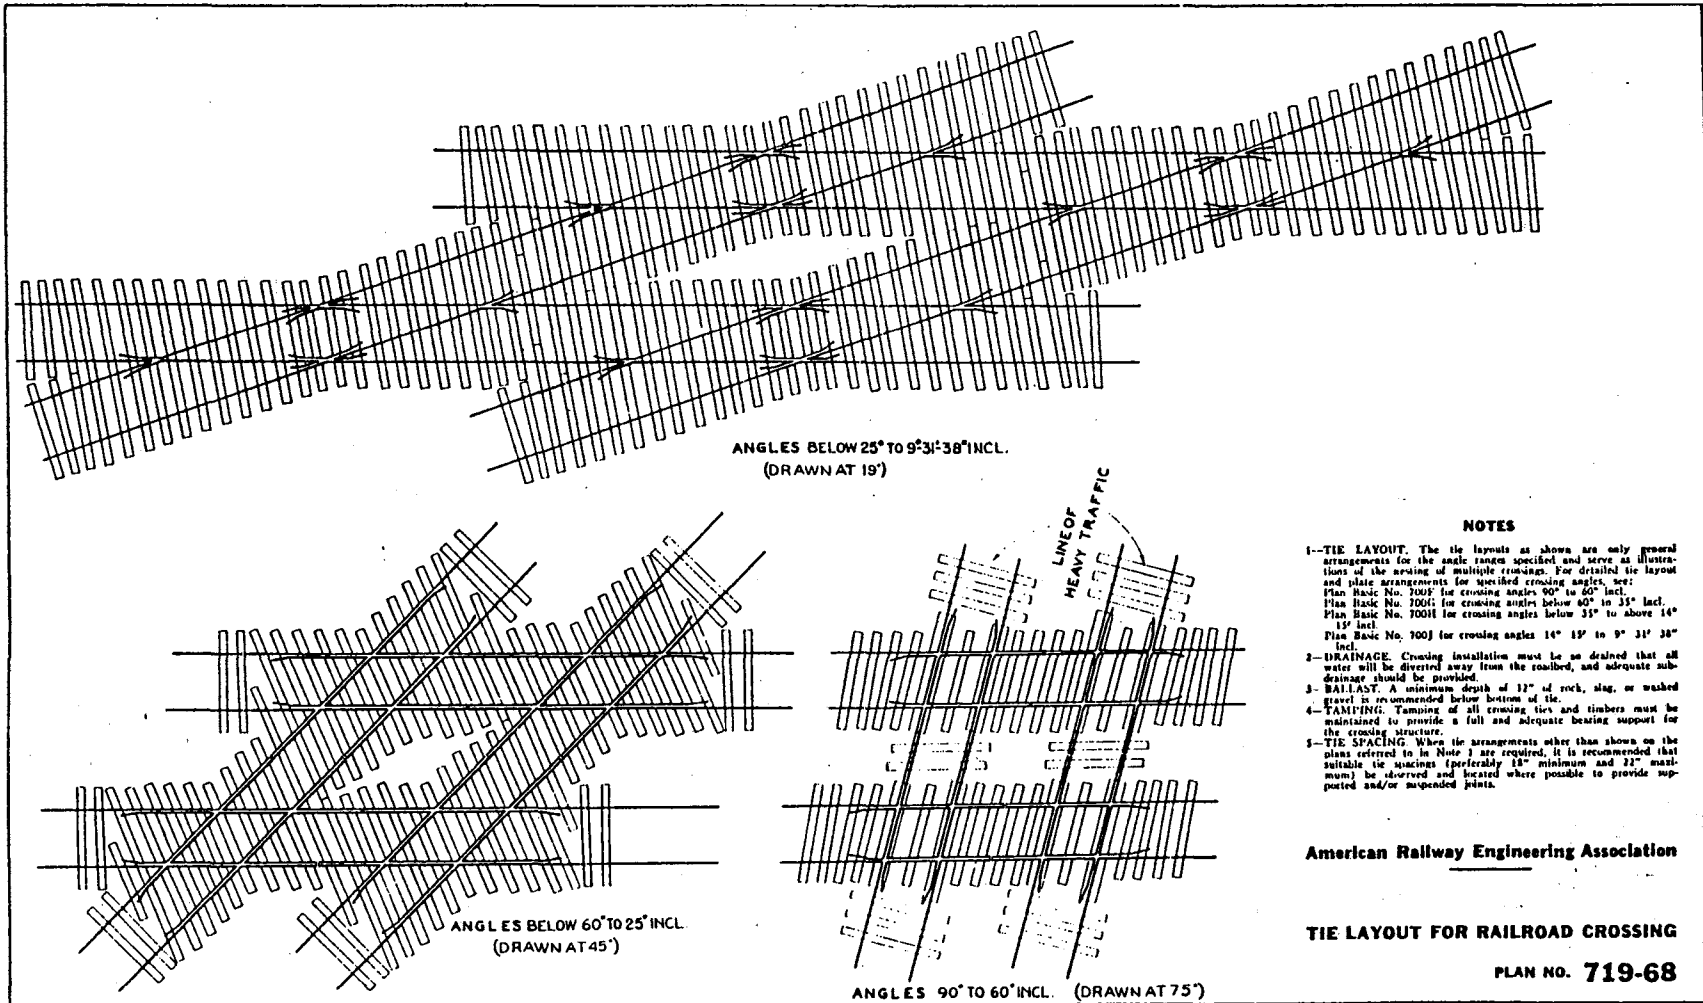 ANGLES BELOW 25° TO 9°-31'-38" INCL.
(DRAWN AT 19°)
LINE OF
HEAVY TRAFFIC
ANGLES BELOW 60° TO 25° INCL.
(DRAWN AT 45°)
ANGLES 90° TO 60° INCL. (DRAWN AT 75°)
NOTES
1—TIE LAYOUT. The tie layouts as shown are only general
arrangements for the angle ranges specified and serve as illustra-
tions of the nesting of multiple crossings. For detailed tie layout
and plate arrangements for specified crossing angles, see:
Plan Basic No. 700F for crossing angles 90° to 60° incl.
Plan Basic No. 700G for crossing angles below 60° to 35° incl.
Plan Basic No. 700H for crossing angles below 35° to above 14°
15' incl.
Plan Basic No. 700J for crossing angles 14° 15' to 9° 31' 38"
incl.
2—DRAINAGE. Crossing installation must be so drained that all
water will be diverted away from the roadbed, and adequate sub-
drainage should be provided.
3—BALLAST. A minimum depth of 12" of rock, slag, or washed
gravel is recommended below bottom of tie.
4—TAMPING. Tamping of all crossing ties and timbers must be
maintained to provide a full and adequate bearing support for
the crossing structure.
5—TIE SPACING. When tie arrangements other than shown on the
plans referred to in Note 1 are required, it is recommended that
suitable tie spacings (preferably 18" minimum and 22" maxi-
mum) be observed and located where possible to provide sup-
ported and/or suspended joints.
American Railway Engineering Association
TIE LAYOUT FOR RAILROAD CROSSING
PLAN NO. 719-68